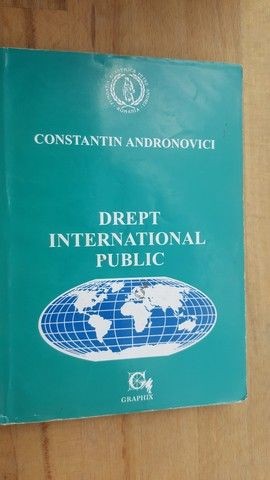 CONSTANTIN ANDRONOVICI
DREPT
INTERNATIONAL
PUBLIC
GRAPHIX